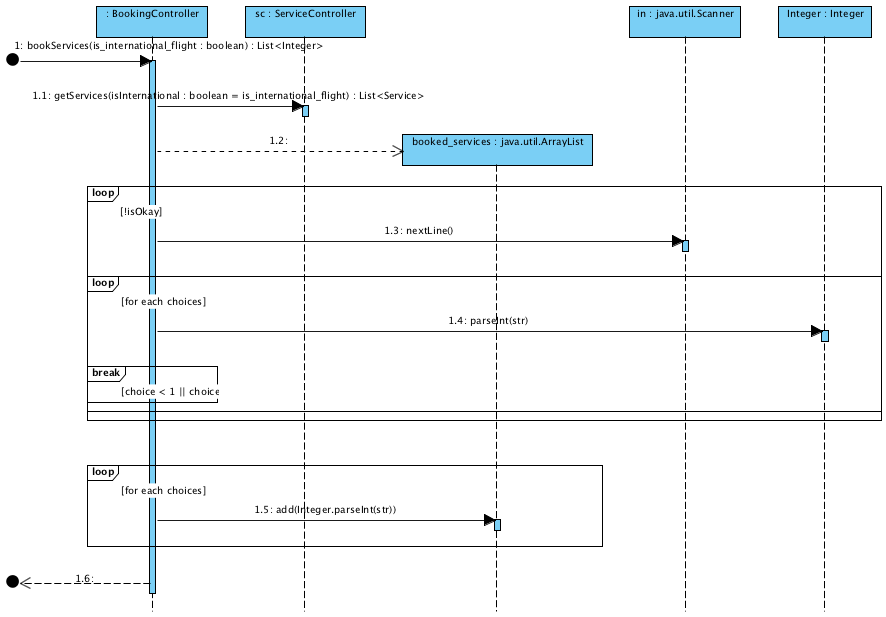 : BookingController
sc : ServiceController
in : java.util.Scanner
Integer : Integer
1: bookServices(is_international_flight : boolean) : List<Integer>
1.1: getServices(isInternational : boolean = is_international_flight) : List<Service>
1.2:
booked_services : java.util.ArrayList
loop
[!isOkay]
1.3: nextLine()
loop
[for each choices]
1.4: parseInt(str)
break
[choice < 1 || choice
loop
[for each choices]
1.5: add(Integer.parseInt(str))
1.6: